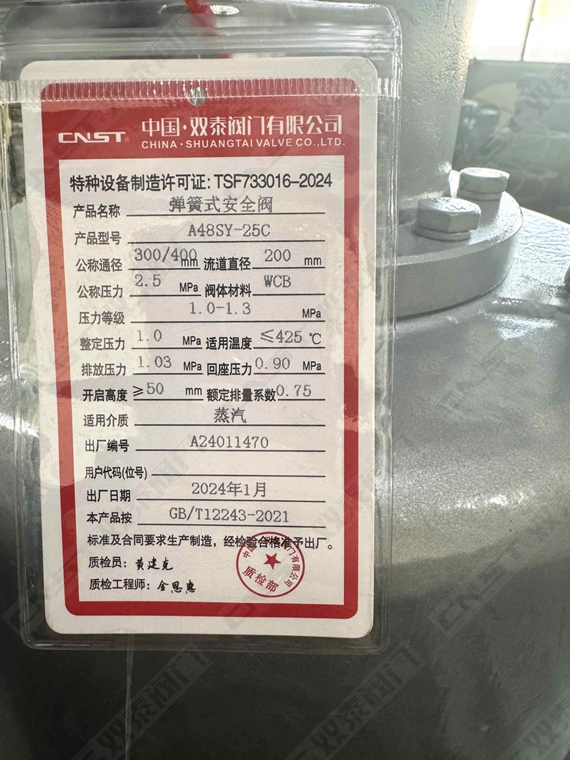 CNST 中国·双泰阀门有限公司
CHINA·SHUANGTAI VALVE CO.,LTD.
特种设备制造许可证: TSF733016-2024
产品名称 弹簧式安全阀
产品型号 A48SY-25C
公称通径 300/400 mm 流道直径 200 mm
公称压力 2.5 MPa 阀体材料 WCB
压力等级 1.0-1.3 MPa
整定压力 1.0 MPa 适用温度 ≤425 ℃
排放压力 1.03 MPa 回座压力 0.90 MPa
开启高度 ≥50 mm 额定排量系数 0.75
适用介质 蒸汽
出厂编号 A24011470
用户代码(位号)
出厂日期 2024年1月
本产品按 GB/T12243-2021
标准及合同要求生产制造，经检验合格准予出厂。
质检员: 黄建克
质检工程师:
质检部
CNST 双泰阀门